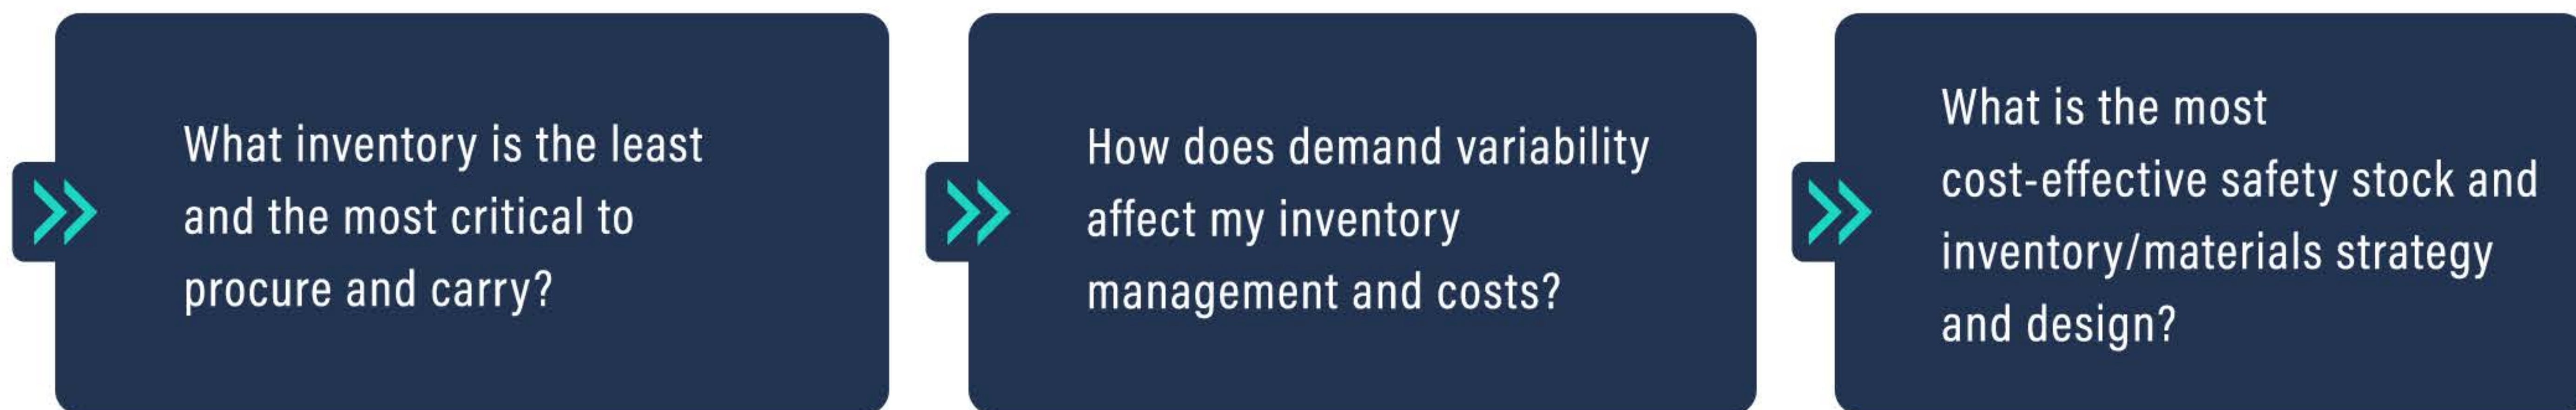 What inventory is the least
and the most critical to
procure and carry?
How does demand variability
affect my inventory
management and costs?
What is the most
cost-effective safety stock and
inventory/materials strategy
and design?